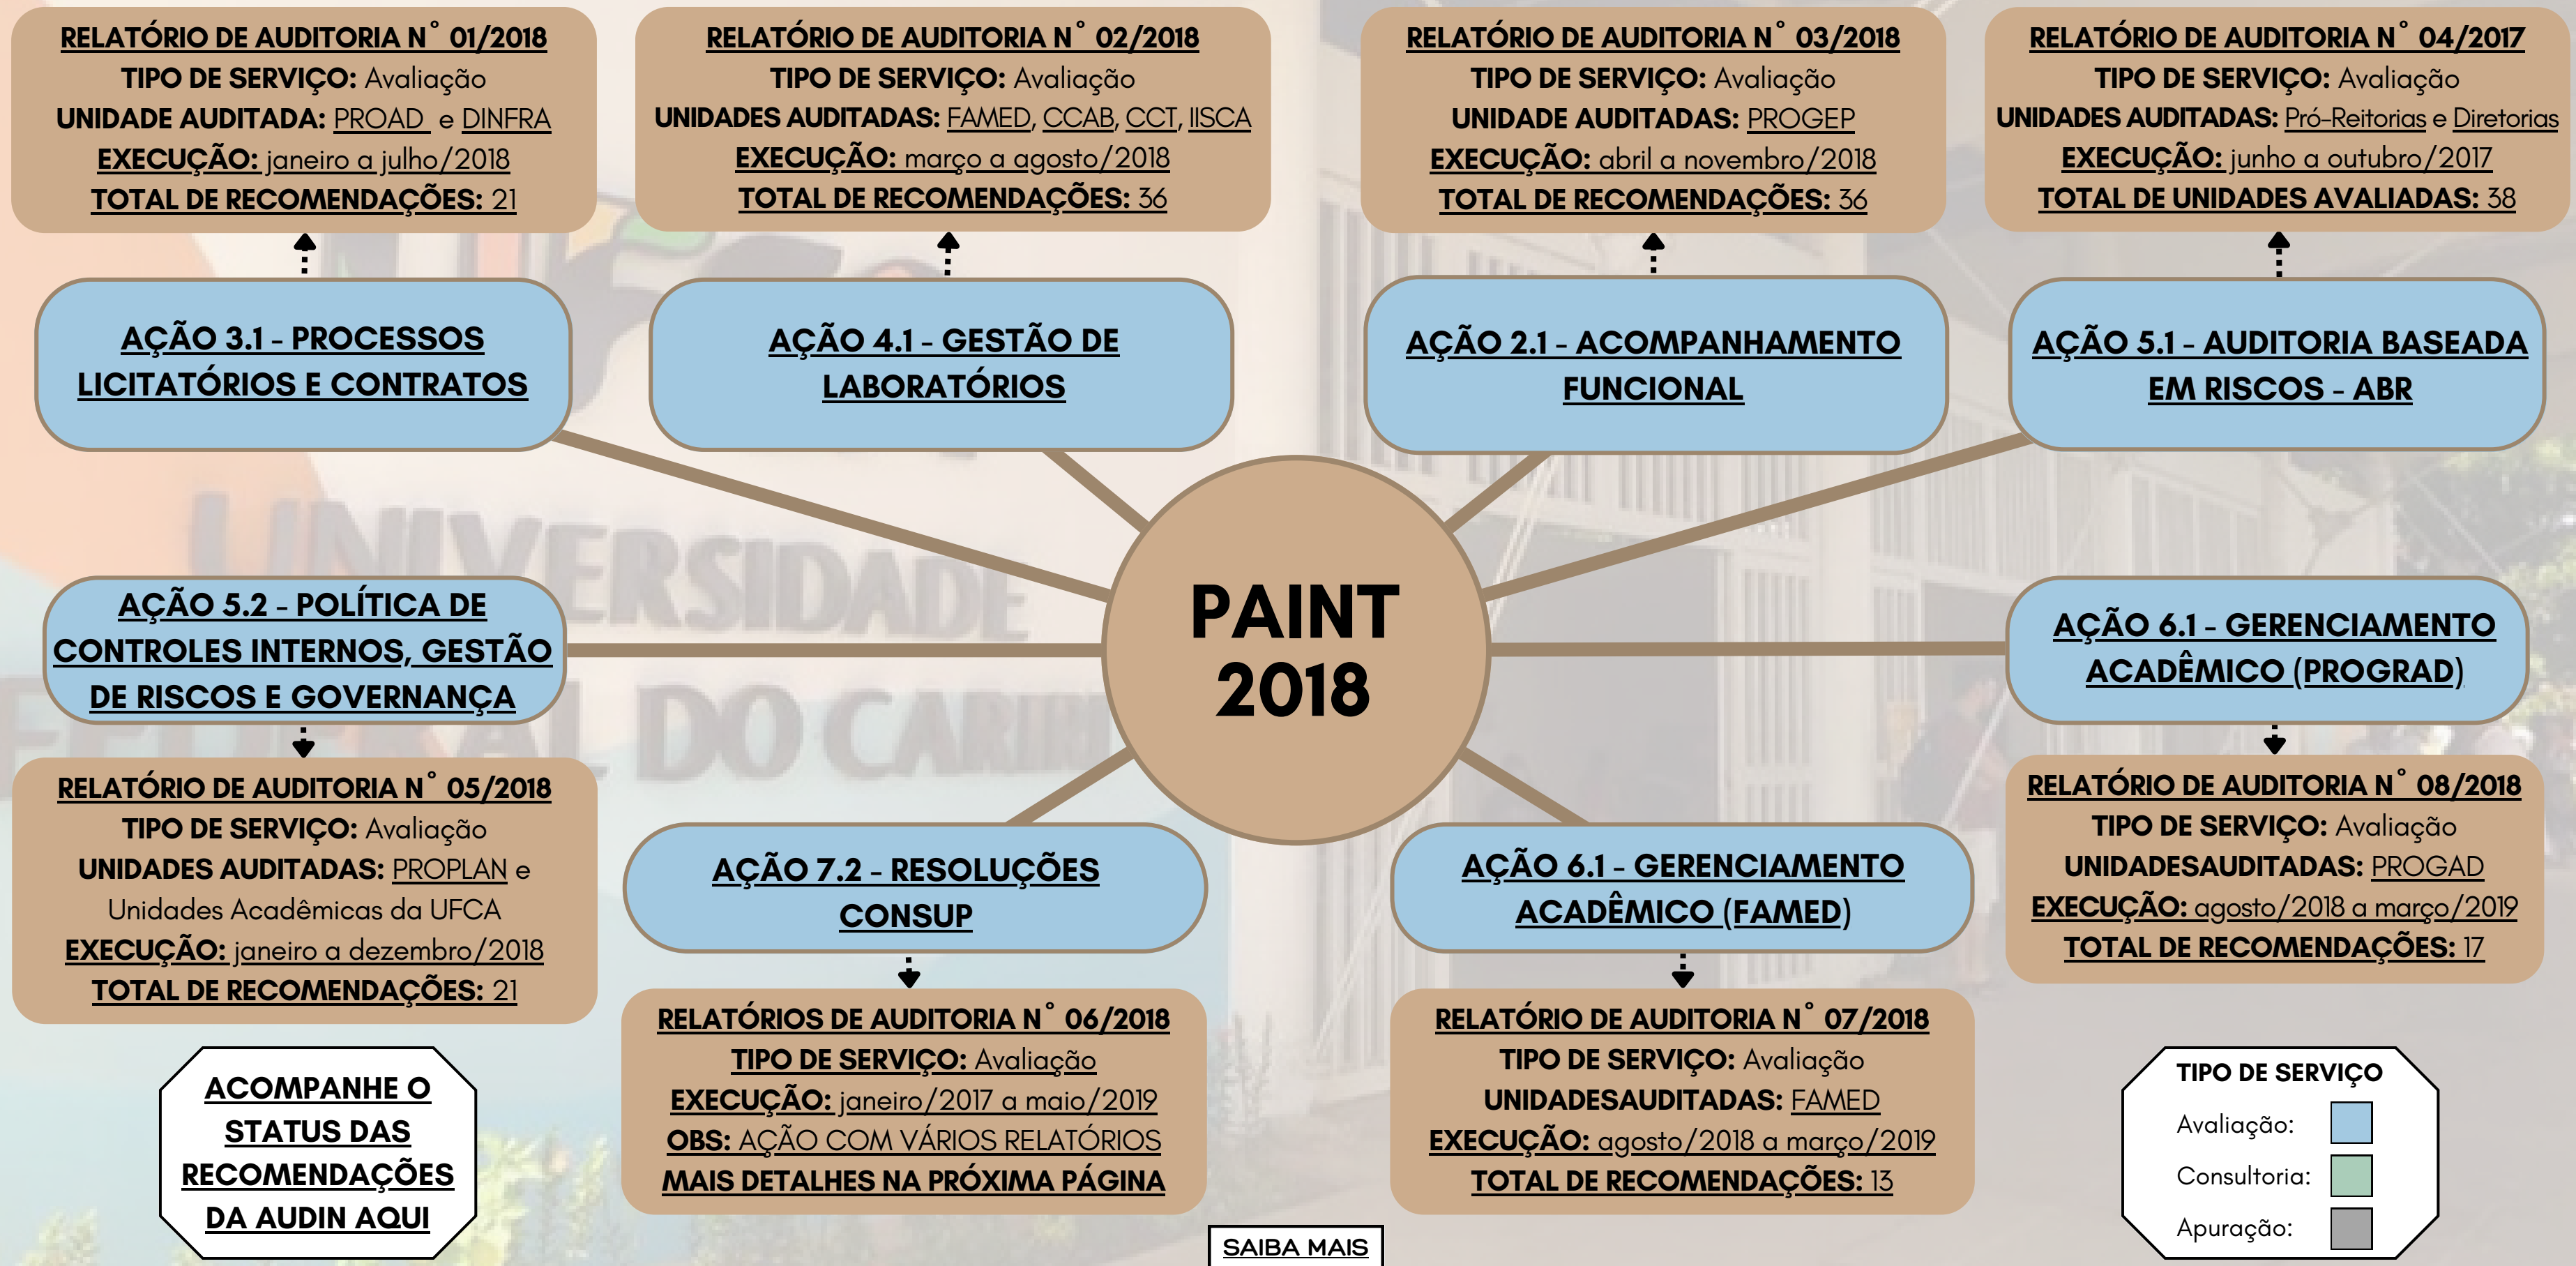 RELATÓRIO DE AUDITORIA N° 01/2018
TIPO DE SERVIÇO: Avaliação
UNIDADE AUDITADA: PROAD e DINFRA
EXECUÇÃO: janeiro a julho/2018
TOTAL DE RECOMENDAÇÕES: 21
RELATÓRIO DE AUDITORIA N° 02/2018
TIPO DE SERVIÇO: Avaliação
UNIDADES AUDITADAS: FAMED, CCAB, CCT, IISCA
EXECUÇÃO: março a agosto/2018
TOTAL DE RECOMENDAÇÕES: 36
RELATÓRIO DE AUDITORIA N° 03/2018
TIPO DE SERVIÇO: Avaliação
UNIDADE AUDITADAS: PROGEP
EXECUÇÃO: abril a novembro/2018
TOTAL DE RECOMENDAÇÕES: 36
RELATÓRIO DE AUDITORIA N° 04/2017
TIPO DE SERVIÇO: Avaliação
UNIDADES AUDITADAS: Pró-Reitorias e Diretorias
EXECUÇÃO: junho a outubro/2017
TOTAL DE UNIDADES AVALIADAS: 38
AÇÃO 3.1 - PROCESSOS
LICITATÓRIOS E CONTRATOS
AÇÃO 4.1 - GESTÃO DE
LABORATÓRIOS
AÇÃO 2.1 - ACOMPANHAMENTO
FUNCIONAL
AÇÃO 5.1 - AUDITORIA BASEADA
EM RISCOS - ABR
UNIVERSIDADE
FEDERAL DO CARIRI
PAINT
2018
AÇÃO 5.2 - POLÍTICA DE
CONTROLES INTERNOS, GESTÃO
DE RISCOS E GOVERNANÇA
AÇÃO 6.1 - GERENCIAMENTO
ACADÊMICO (PROGRAD)
RELATÓRIO DE AUDITORIA N° 05/2018
TIPO DE SERVIÇO: Avaliação
UNIDADES AUDITADAS: PROPLAN e
Unidades Acadêmicas da UFCA
EXECUÇÃO: janeiro a dezembro/2018
TOTAL DE RECOMENDAÇÕES: 21
AÇÃO 7.2 - RESOLUÇÕES
CONSUP
AÇÃO 6.1 - GERENCIAMENTO
ACADÊMICO (FAMED)
RELATÓRIO DE AUDITORIA N° 08/2018
TIPO DE SERVIÇO: Avaliação
UNIDADESAUDITADAS: PROGAD
EXECUÇÃO: agosto/2018 a março/2019
TOTAL DE RECOMENDAÇÕES: 17
RELATÓRIOS DE AUDITORIA N° 06/2018
TIPO DE SERVIÇO: Avaliação
EXECUÇÃO: janeiro/2017 a maio/2019
OBS: AÇÃO COM VÁRIOS RELATÓRIOS
MAIS DETALHES NA PRÓXIMA PÁGINA
RELATÓRIO DE AUDITORIA N° 07/2018
TIPO DE SERVIÇO: Avaliação
UNIDADESAUDITADAS: FAMED
EXECUÇÃO: agosto/2018 a março/2019
TOTAL DE RECOMENDAÇÕES: 13
ACOMPANHE O
STATUS DAS
RECOMENDAÇÕES
DA AUDIN AQUI
TIPO DE SERVIÇO
Avaliação:
Consultoria:
Apuração:
SAIBA MAIS